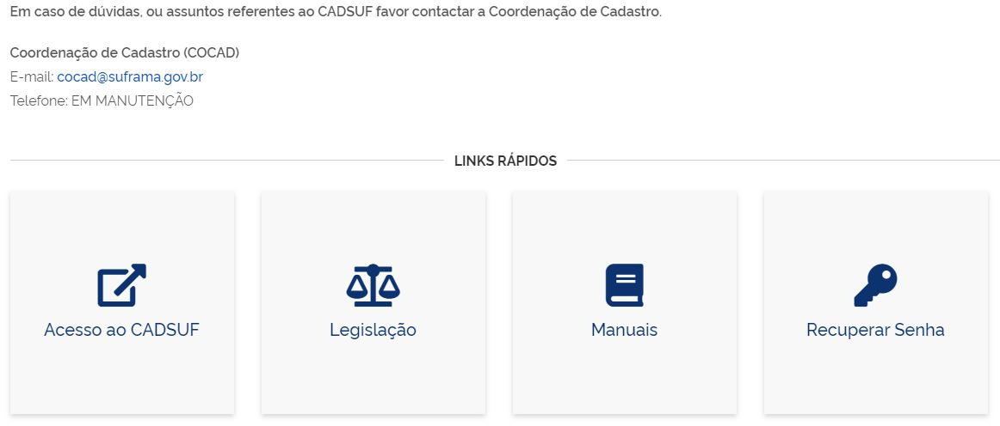 Em caso de dúvidas, ou assuntos referentes ao CADSUF favor contactar a Coordenação de Cadastro.
Coordenação de Cadastro (COCAD)
E-mail: cocad@suframa.gov.br
Telefone: EM MANUTENÇÃO
LINKS RÁPIDOS
Acesso ao CADSUF
Legislação
Manuais
Recuperar Senha